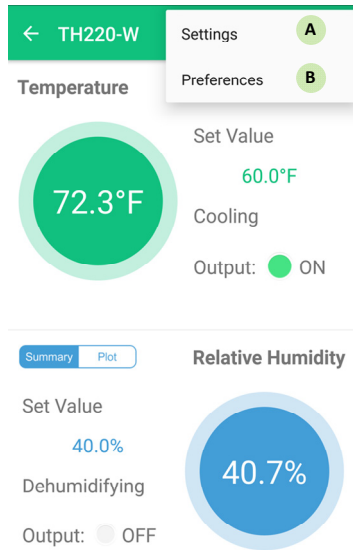 ← TH220-W
Settings A
Preferences B
Temperature
72.3°F
Set Value
60.0°F
Cooling
Output: ON
Summary Plot
Relative Humidity
Set Value
40.0%
Dehumidifying
Output: OFF
40.7%